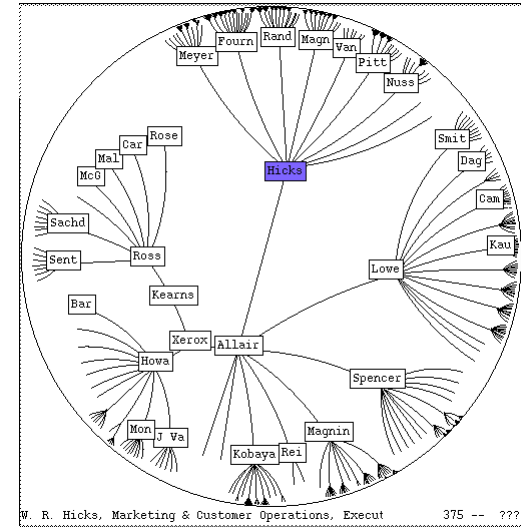 Rand
Fourn
Magn
Van
Meyer
Pitt
Nuss
Rose
Car
Smit
Mal
Dag
Hicks
McG
Cam
Sachd
Kau
Ross
Sent
Lowe
Kearns
Bar
Xerox
Allair
Howa
Spencer
Mon
Magnin
J Va
Kobaya
Rei
W. R. Hicks, Marketing & Customer Operations, Execut 375 -- ???